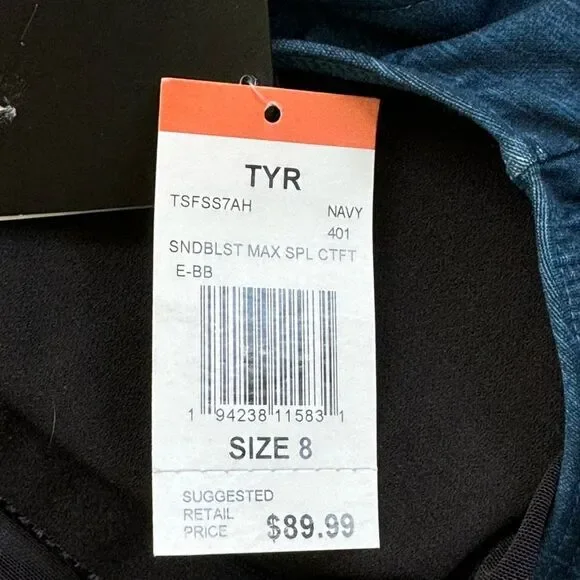 TYR
TSFSS7AH NAVY
401
SNDBLST MAX SPL CTFT
E-BB
1 94238 11583 1
SIZE 8
SUGGESTED
RETAIL
PRICE $89.99